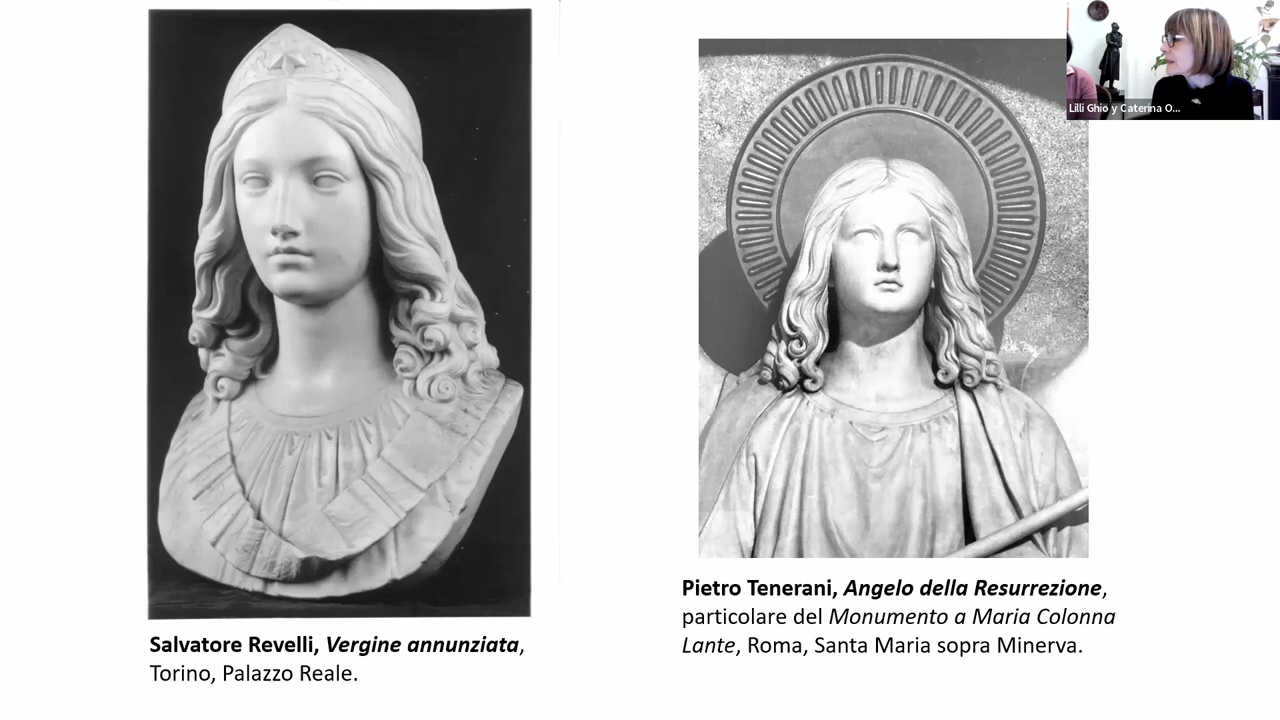 Lilli Ghio y Caterina O...
Salvatore Revelli, Vergine annunziata,
Torino, Palazzo Reale.
Pietro Tenerani, Angelo della Resurrezione,
particolare del Monumento a Maria Colonna
Lante, Roma, Santa Maria sopra Minerva.